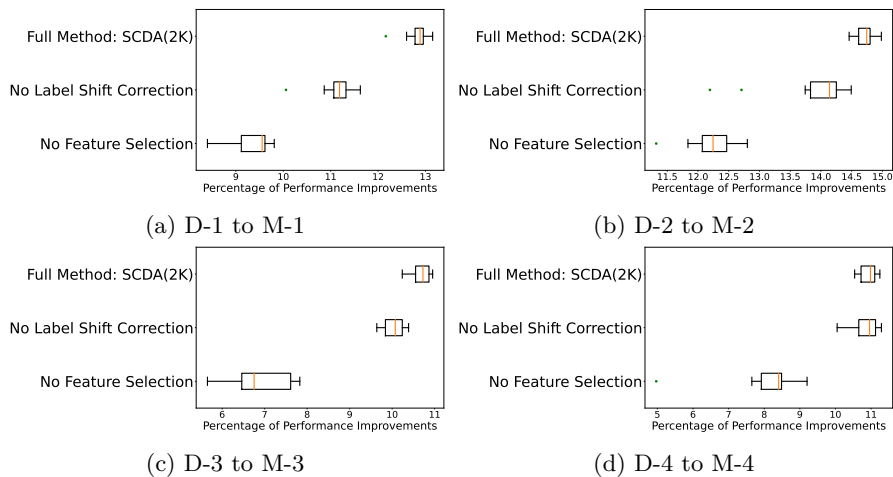 Full Method: SCDA(2K)
No Label Shift Correction
No Feature Selection
9 10 11 12 13
Percentage of Performance Improvements
(a) D-1 to M-1
Full Method: SCDA(2K)
No Label Shift Correction
No Feature Selection
11.5 12.0 12.5 13.0 13.5 14.0 14.5 15.0
Percentage of Performance Improvements
(b) D-2 to M-2
Full Method: SCDA(2K)
No Label Shift Correction
No Feature Selection
6 7 8 9 10 11
Percentage of Performance Improvements
(c) D-3 to M-3
Full Method: SCDA(2K)
No Label Shift Correction
No Feature Selection
5 6 7 8 9 10 11
Percentage of Performance Improvements
(d) D-4 to M-4